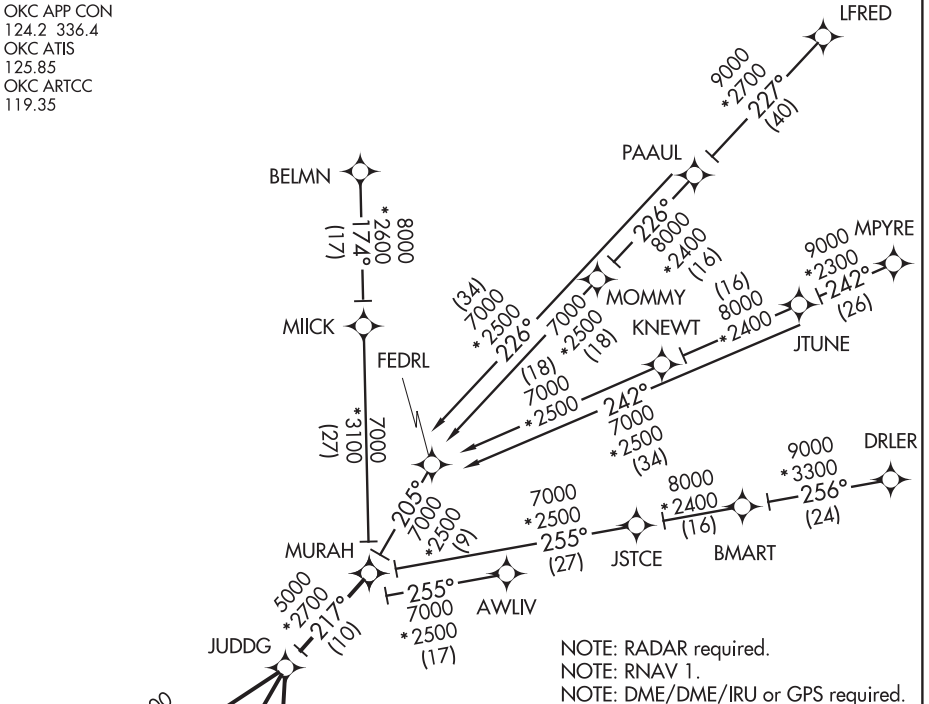 OKC APP CON
124.2 336.4
OKC ATIS
125.85
OKC ARTCC
119.35
LFRED
9000
*2700
227°
(40)
PAAUL
BELMN
8000
*2600
174°
(17)
226°
8000
*2400
(16)
MPYRE
9000
*2300
242°
(26)
(34)
7000
*2500
226°
MOMMY
7000
*2500
(18)
(16)
8000
*2400
JTUNE
MIICK
KNEWT
FEDRL
(18)
7000
*2500
242°
7000
*2500
(34)
7000
*3100
(27)
DRLER
9000
*3300
256°
(24)
8000
*2400
(16)
BMART
205°
7000
*2500
(9)
7000
*2500
255°
(27)
JSTCE
MURAH
255°
7000
*2500
(17)
AWLIV
5000
*2700
217°
(10)
JUDDG
NOTE: RADAR required.
NOTE: RNAV 1.
NOTE: DME/DME/IRU or GPS required.